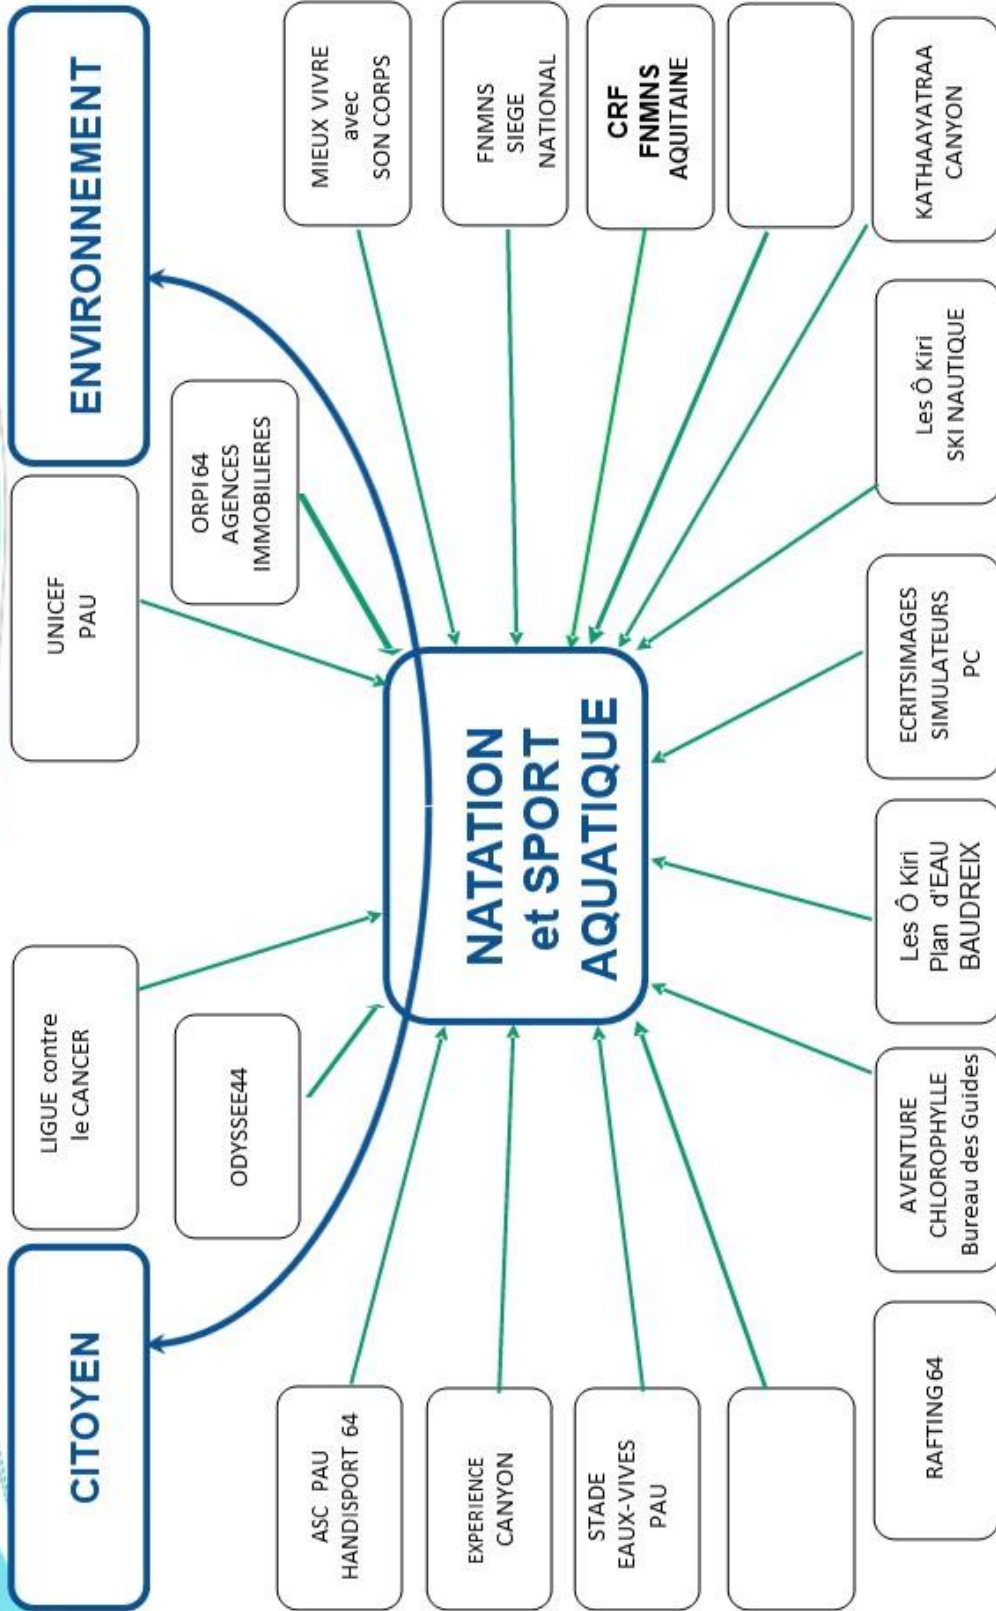 CITOYEN
LIGUE contre
le CANCER
UNICEF
PAU
ENVIRONNEMENT
ODYSSEE44
ORPI 64
AGENCES
IMMOBILIERES
ASC PAU
HANDISPORT 64
MIEUX VIVRE
avec
SON CORPS
NATATION
et SPORT
AQUATIQUE
EXPERIENCE
CANYON
FNMNS
SIEGE
NATIONAL
STADE
EAUX-VIVES
PAU
CRF
FNMNS
AQUITAINE
RAFTING 64
AVENTURE
CHLOROPHYLLE
Bureau des Guides
Les Ô Kiri
Plan d'EAU
BAUDREIX
ECRITSIMAGES
SIMULATEURS
PC
Les Ô Kiri
SKI NAUTIQUE
KATHAAYATRAA
CANYON